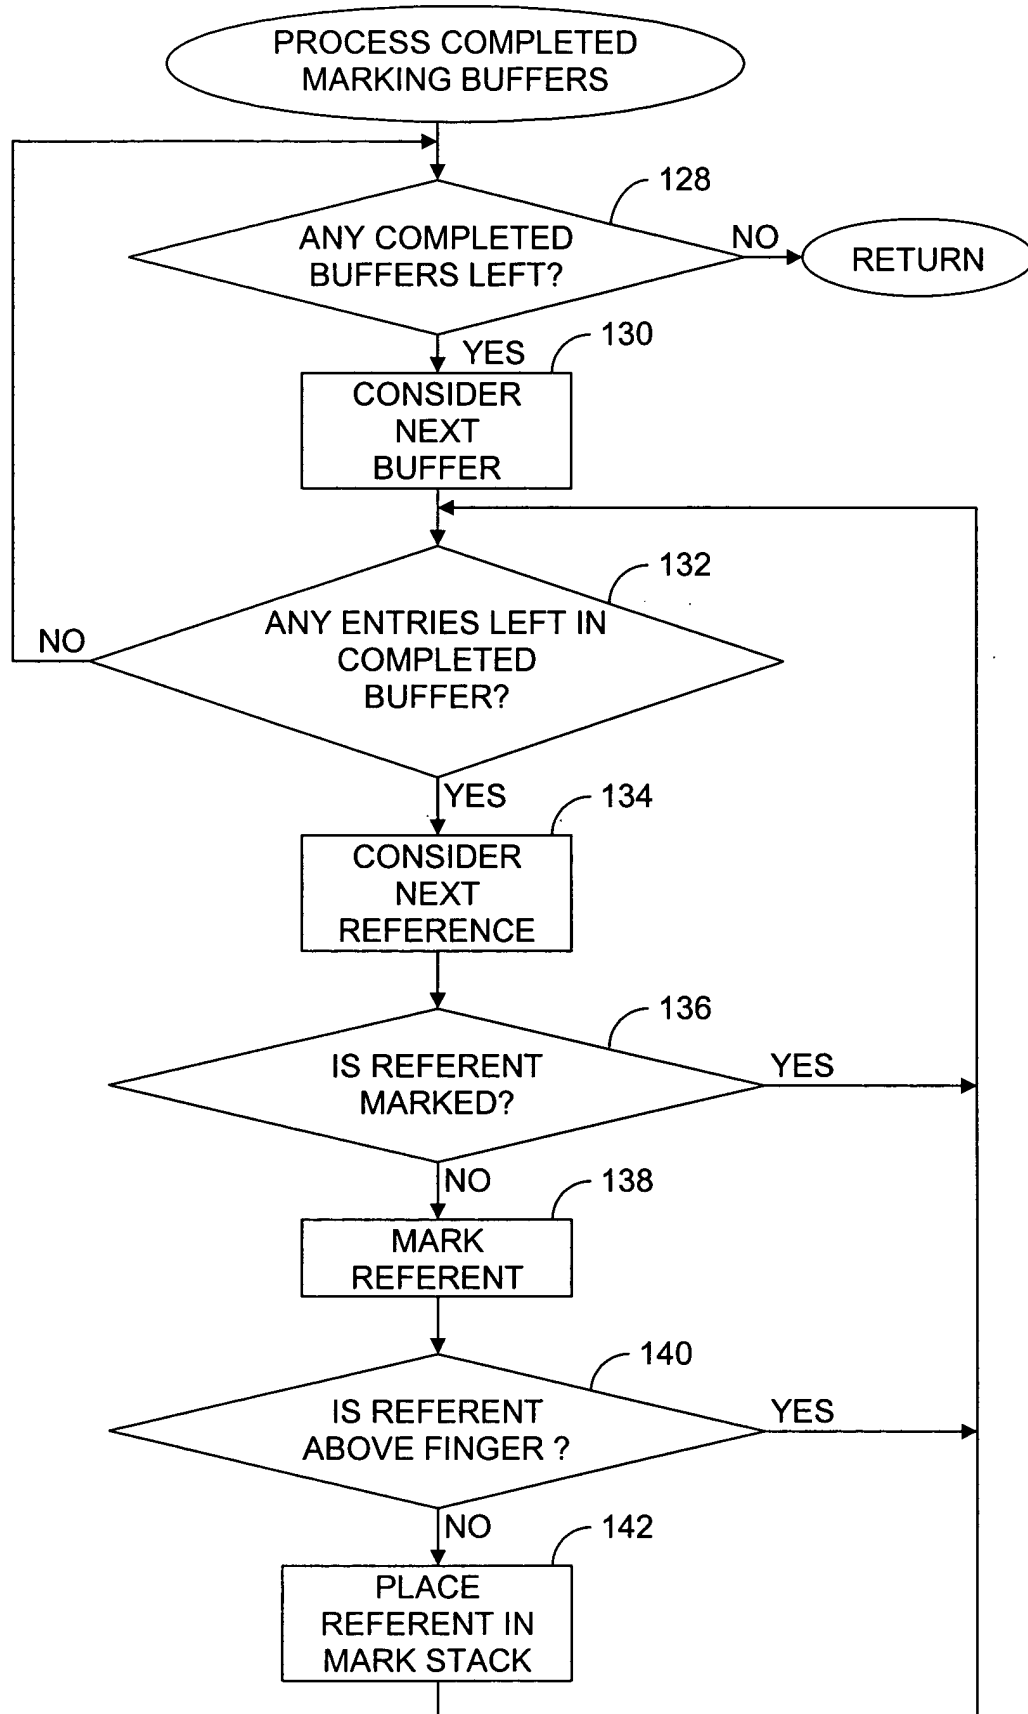 PROCESS COMPLETED
MARKING BUFFERS
128
ANY COMPLETED
BUFFERS LEFT?
NO
RETURN
130
YES
CONSIDER
NEXT
BUFFER
132
ANY ENTRIES LEFT IN
COMPLETED
BUFFER?
NO
YES
134
CONSIDER
NEXT
REFERENCE
136
IS REFERENT
MARKED?
YES
NO
138
MARK
REFERENT
140
IS REFERENT
ABOVE FINGER ?
YES
NO
142
PLACE
REFERENT IN
MARK STACK